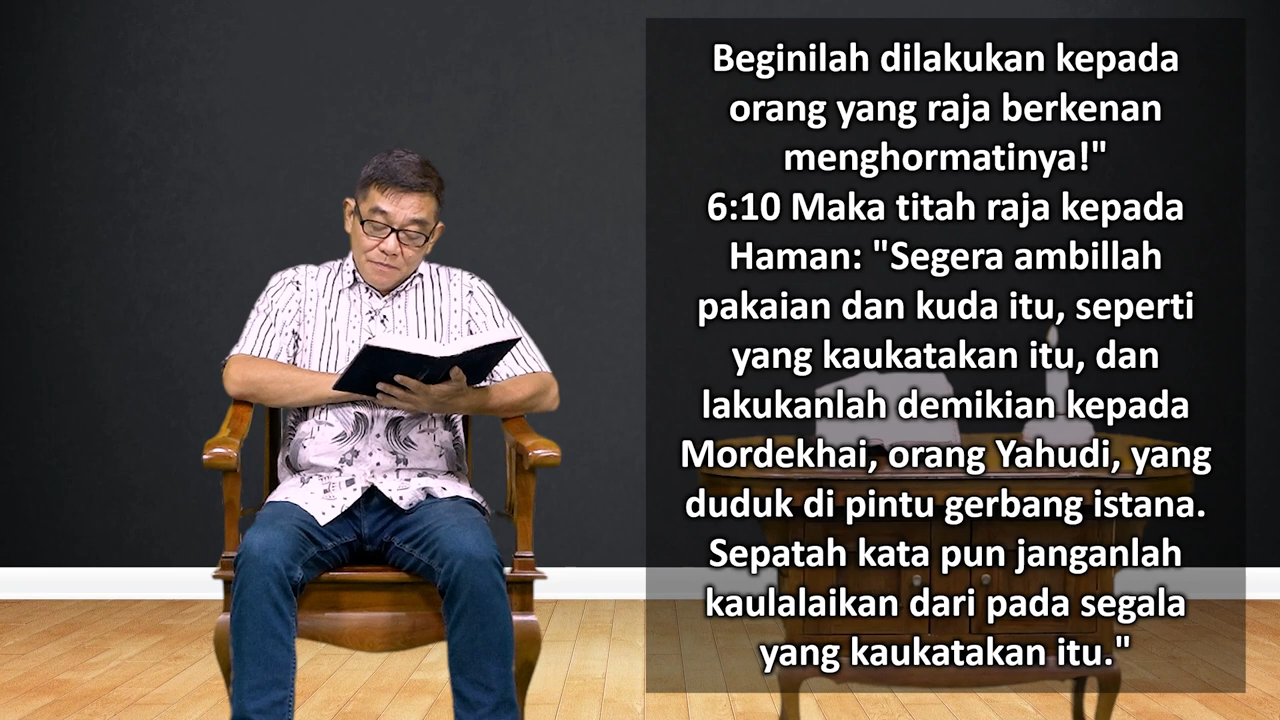 Beginilah dilakukan kepada
orang yang raja berkenan
menghormatinya!"
6:10 Maka titah raja kepada
Haman: "Segera ambillah
pakaian dan kuda itu, seperti
yang kaukatakan itu, dan
lakukanlah demikian kepada
Mordekhai, orang Yahudi, yang
duduk di pintu gerbang istana.
Sepatah kata pun janganlah
kaulalaikan dari pada segala
yang kaukatakan itu."